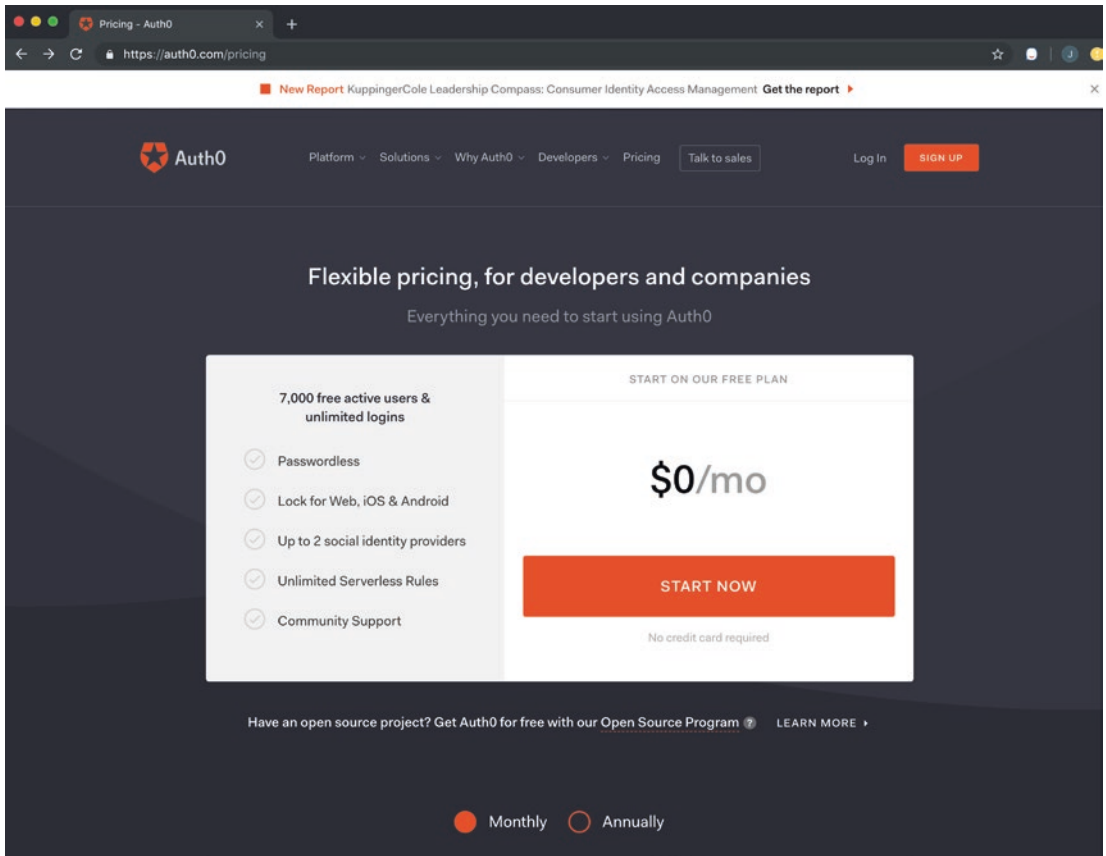 Pricing - Auth0
https://auth0.com/pricing
J
New Report KuppingerCole Leadership Compass: Consumer Identity Access Management Get the report
Auth0
Platform Solutions Why Auth0 Developers Pricing Talk to sales Log In SIGN UP
Flexible pricing, for developers and companies
Everything you need to start using Auth0
7,000 free active users &
unlimited logins
Passwordless
Lock for Web, iOS & Android
Up to 2 social identity providers
Unlimited Serverless Rules
Community Support
START ON OUR FREE PLAN
$0/mo
START NOW
No credit card required
Have an open source project? Get Auth0 for free with our Open Source Program ? LEARN MORE
Monthly Annually